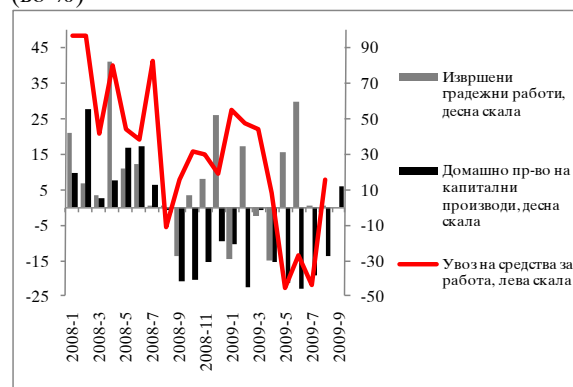 (во %)
45
35
25
15
5
-5
-15
-25
90
70
50
30
10
-10
-30
-50
2008-1
2008-3
2008-5
2008-7
2008-9
2008-11
2009-1
2009-3
2009-5
2009-7
2009-9
Извршени
градежни работи,
десна скала
Домашно пр-во на
капитални
производи, десна
скала
Увоз на средства за
работа, лева скала